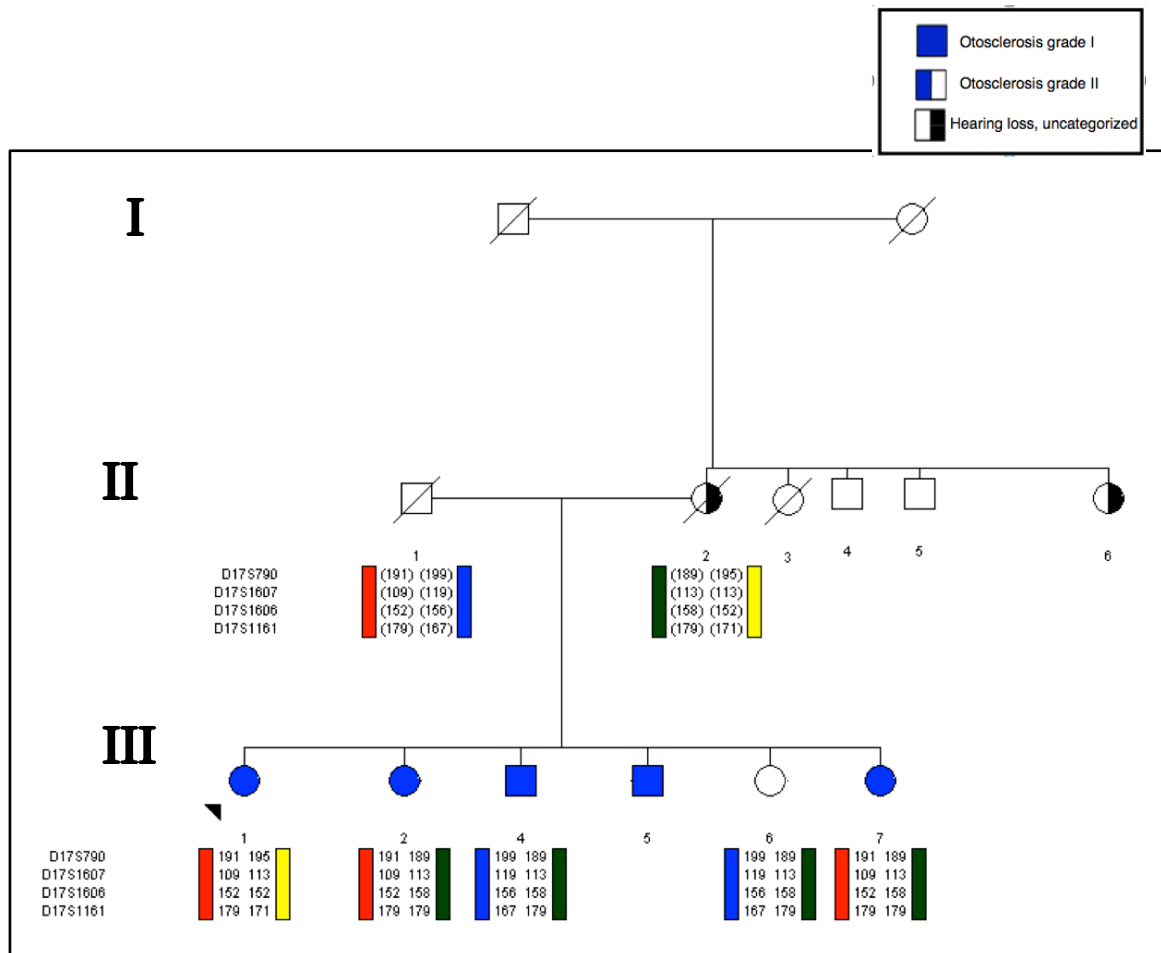 Otosclerosis grade I
Otosclerosis grade II
Hearing loss, uncategorized
I
II
1 2 3 4 5 6
D17S790 (191) (199) (189) (195)
D17S1607 (109) (119) (113) (113)
D17S1606 (152) (156) (158) (152)
D17S1161 (179) (167) (179) (171)
III
1 2 4 5 6 7
D17S790 191 195 191 189 199 189 199 189 191 189
D17S1607 109 113 109 113 119 113 119 113 109 113
D17S1606 152 152 152 158 156 158 156 158 152 158
D17S1161 179 171 179 179 167 179 167 179 179 179